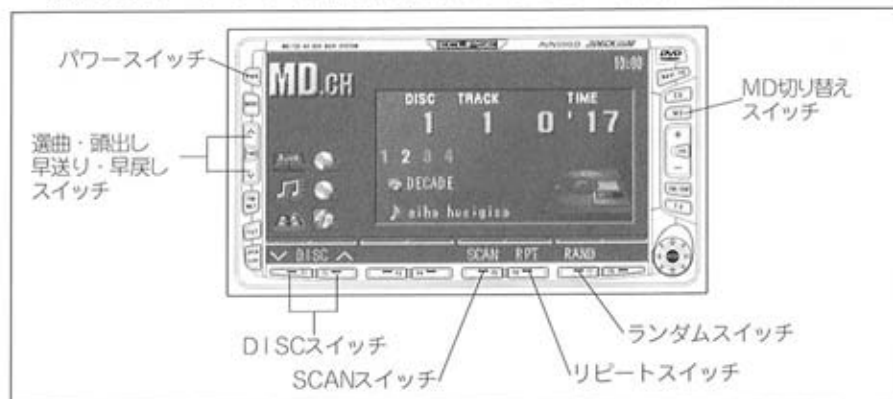 パワースイッチ
選曲・頭出し
早送り・早戻し
スイッチ
ECLIPSE
DVD
MD.CH
10:00
DISC TRACK TIME
1 1 0'17
1 2 3 4
DECADE
DISC SCAN RPT RAND
MD切り替え
スイッチ
DISCスイッチ
SCANスイッチ
リピートスイッチ
ランダムスイッチ